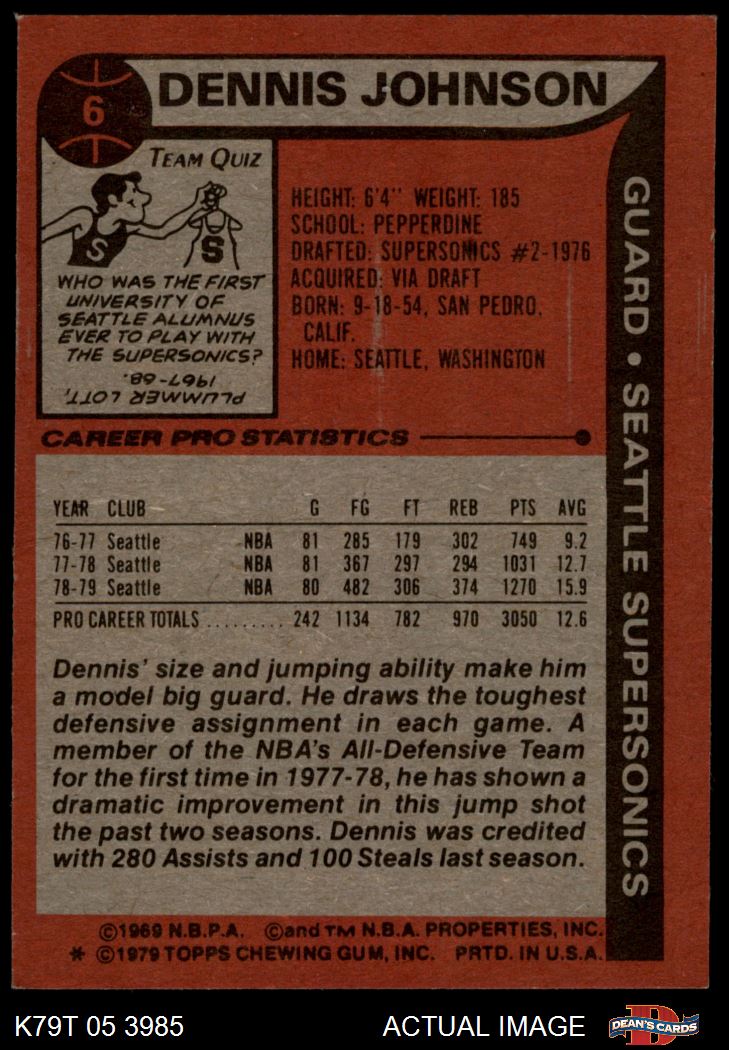 6
DENNIS JOHNSON
TEAM QUIZ
S
S
WHO WAS THE FIRST
UNIVERSITY OF
SEATTLE ALUMNUS
EVER TO PLAY WITH
THE SUPERSONICS?
PLUMMER LOTT,
1967-68.
HEIGHT: 6'4" WEIGHT: 185
SCHOOL: PEPPERDINE
DRAFTED: SUPERSONICS #2-1976
ACQUIRED: VIA DRAFT
BORN: 9-18-54, SAN PEDRO,
CALIF.
HOME: SEATTLE, WASHINGTON
GUARD • SEATTLE SUPERSONICS
CAREER PRO STATISTICS
YEAR CLUB G FG FT REB PTS AVG
76-77 Seattle NBA 81 285 179 302 749 9.2
77-78 Seattle NBA 81 367 297 294 1031 12.7
78-79 Seattle NBA 80 482 306 374 1270 15.9
PRO CAREER TOTALS ......... 242 1134 782 970 3050 12.6
Dennis' size and jumping ability make him
a model big guard. He draws the toughest
defensive assignment in each game. A
member of the NBA's All-Defensive Team
for the first time in 1977-78, he has shown a
dramatic improvement in this jump shot
the past two seasons. Dennis was credited
with 280 Assists and 100 Steals last season.
©1969 N.B.P.A. ©and TM N.B.A. PROPERTIES, INC.
* ©1979 TOPPS CHEWING GUM, INC. PRTD. IN U.S.A.
K79T 05 3985 ACTUAL IMAGE
D
DEAN'S CARDS